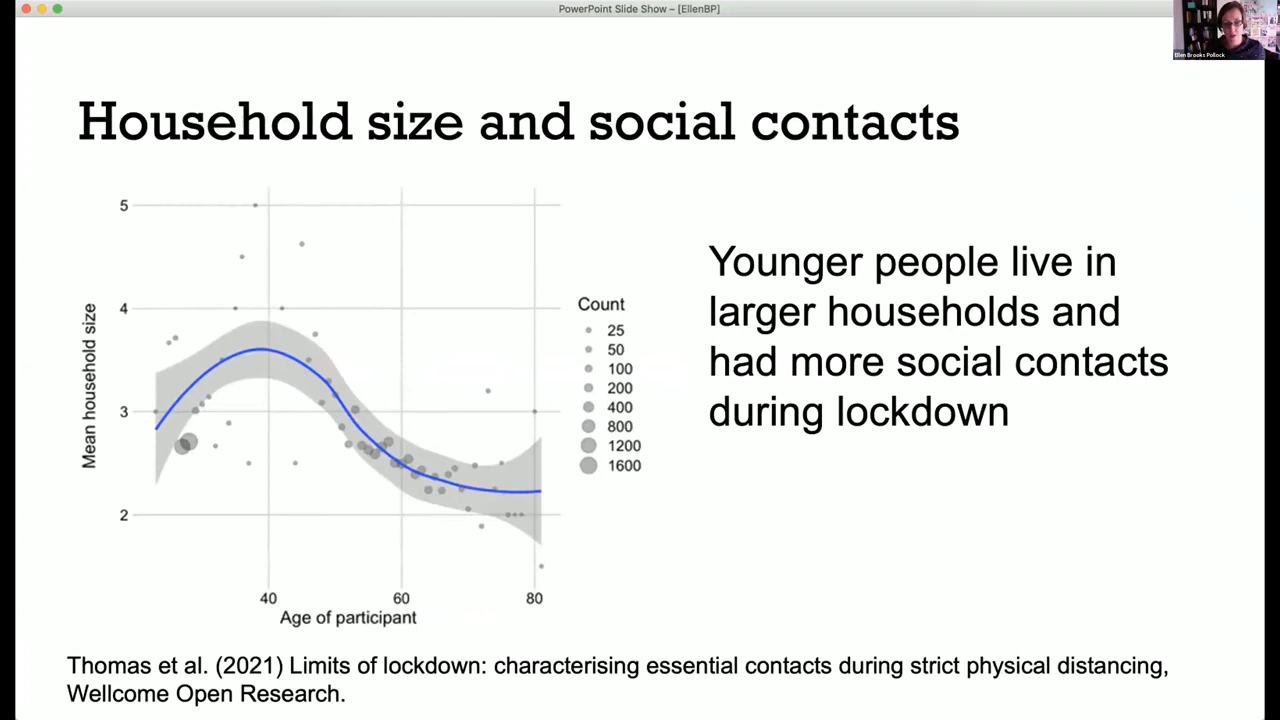 PowerPoint Slide Show – [EllenBP]
Ellen Brooks Pollock
Household size and social contacts
5
4
3
2
Mean household size
40
60
80
Age of participant
Count
25
50
100
200
400
800
1200
1600
Younger people live in
larger households and
had more social contacts
during lockdown
Thomas et al. (2021) Limits of lockdown: characterising essential contacts during strict physical distancing,
Wellcome Open Research.